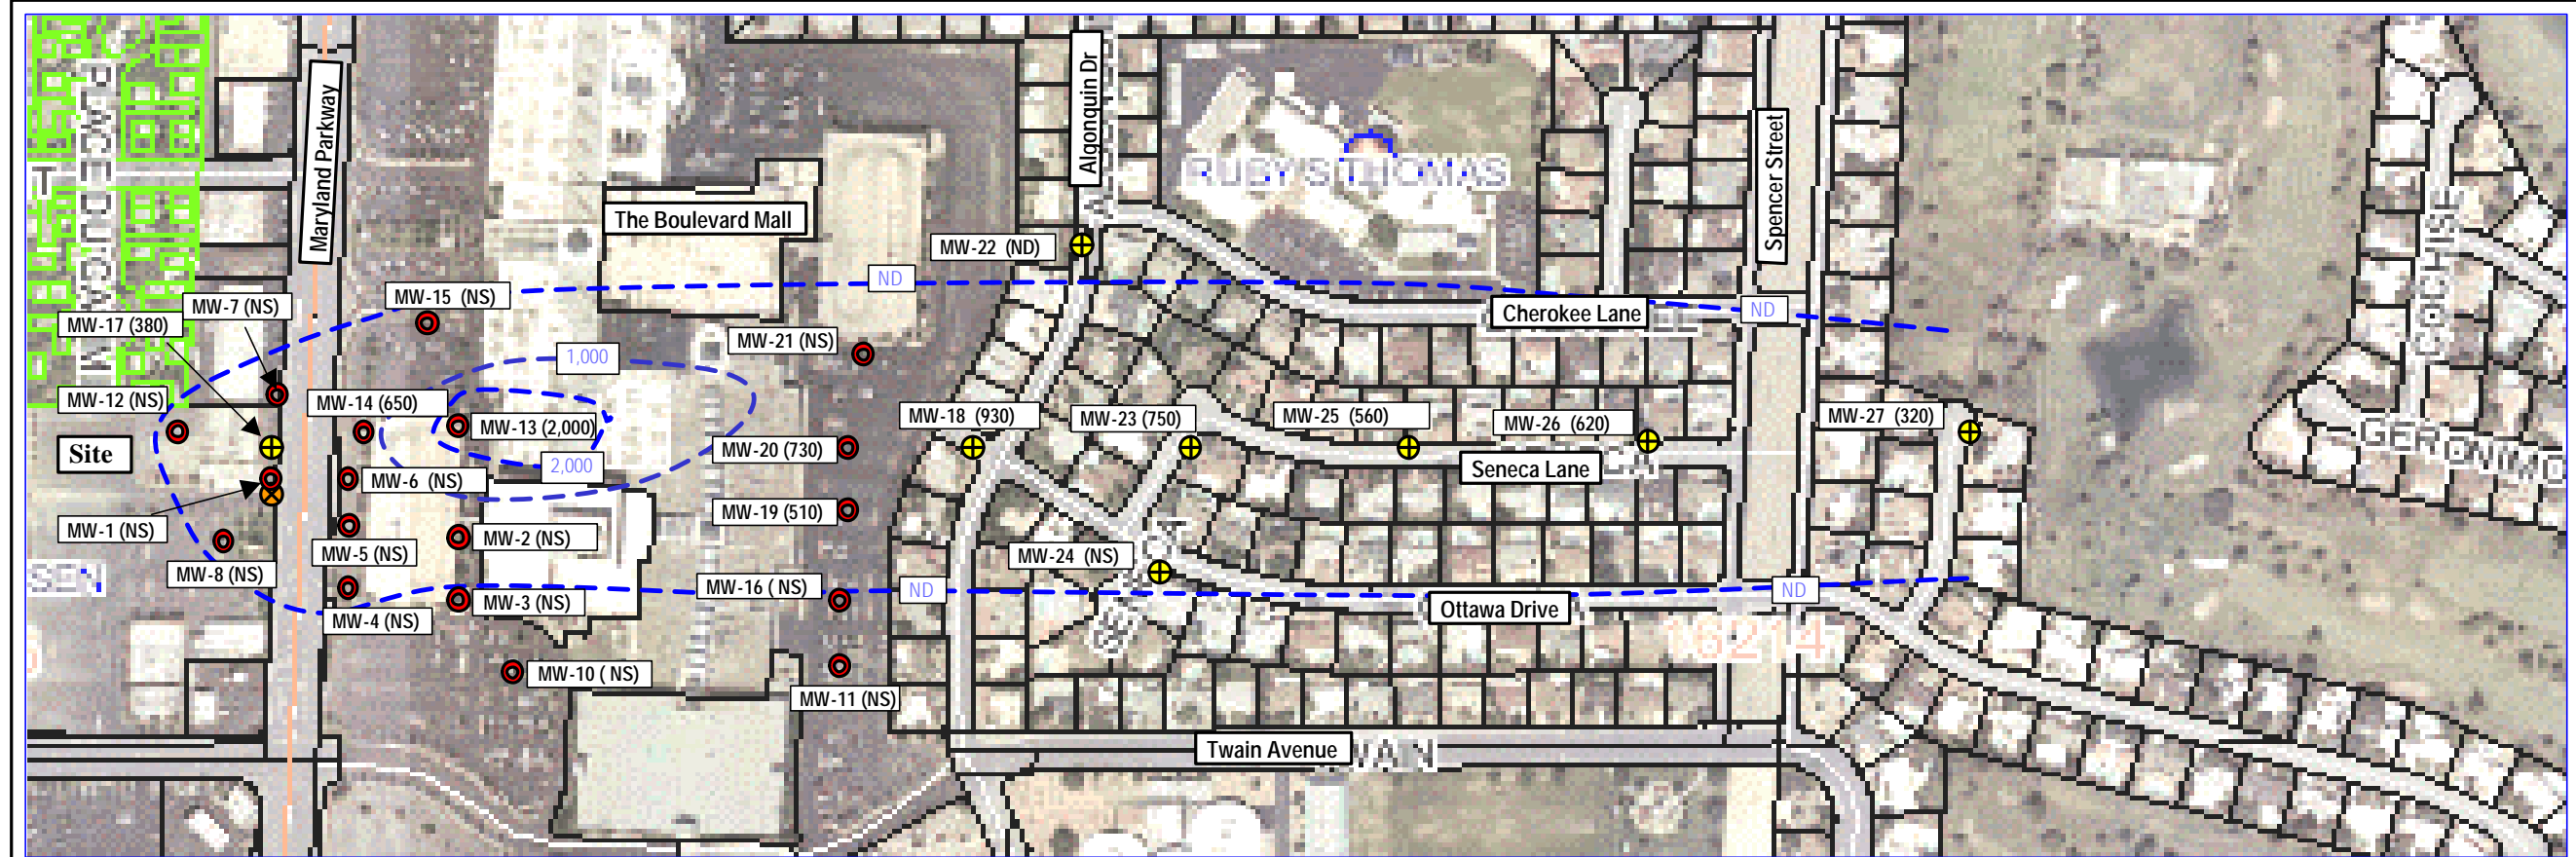 Maryland Parkway
Algonquin Dr
Spencer Street
T
The Boulevard Mall
MW-22 (ND)
ND
MW-15 (NS)
MW-7 (NS)
MW-17 (380)
Cherokee Lane
ND
MW-21 (NS)
1,000
MW-12 (NS)
MW-14 (650)
MW-13 (2,000)
MW-18 (930)
MW-23 (750)
MW-25 (560)
MW-26 (620)
MW-27 (320)
COCHISE
GERONIMO
Site
MW-20 (730)
2,000
Seneca Lane
MW-6 (NS)
MW-19 (510)
MW-1 (NS)
MW-2 (NS)
MW-5 (NS)
MW-24 (NS)
MW-8 (NS)
SEN
MW-16 (NS)
ND
ND
MW-3 (NS)
Ottawa Drive
MW-4 (NS)
16214
MW-10 ( NS)
MW-11 (NS)
Twain Avenue
WAIN